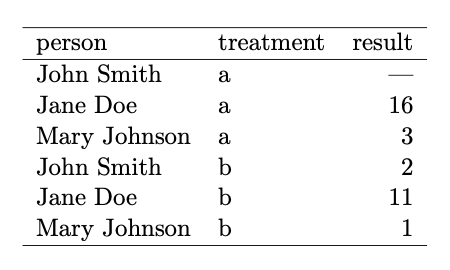 person treatment result
John Smith a —
Jane Doe a 16
Mary Johnson a 3
John Smith b 2
Jane Doe b 11
Mary Johnson b 1